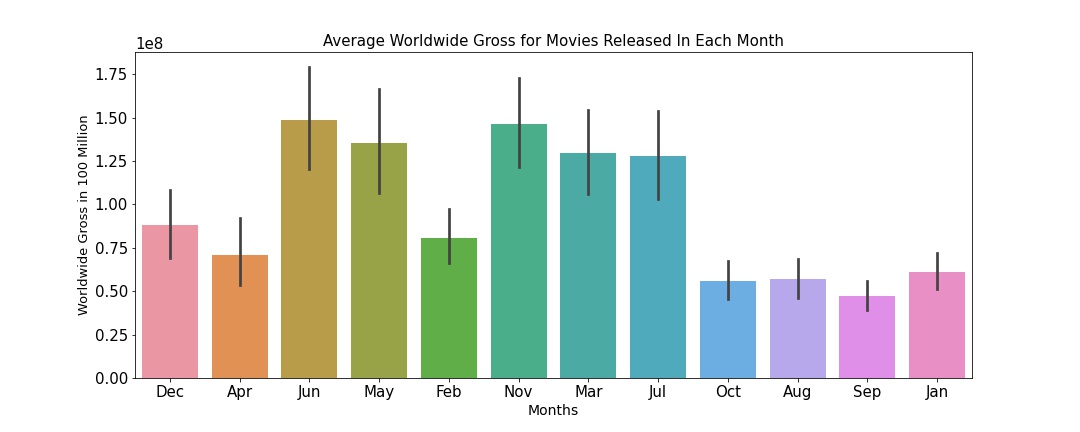 Average Worldwide Gross for Movies Released In Each Month
1e8
Worldwide Gross in 100 Million
1.75
1.50
1.25
1.00
0.75
0.50
0.25
0.00
Dec Apr Jun May Feb Nov Mar Jul Oct Aug Sep Jan
Months